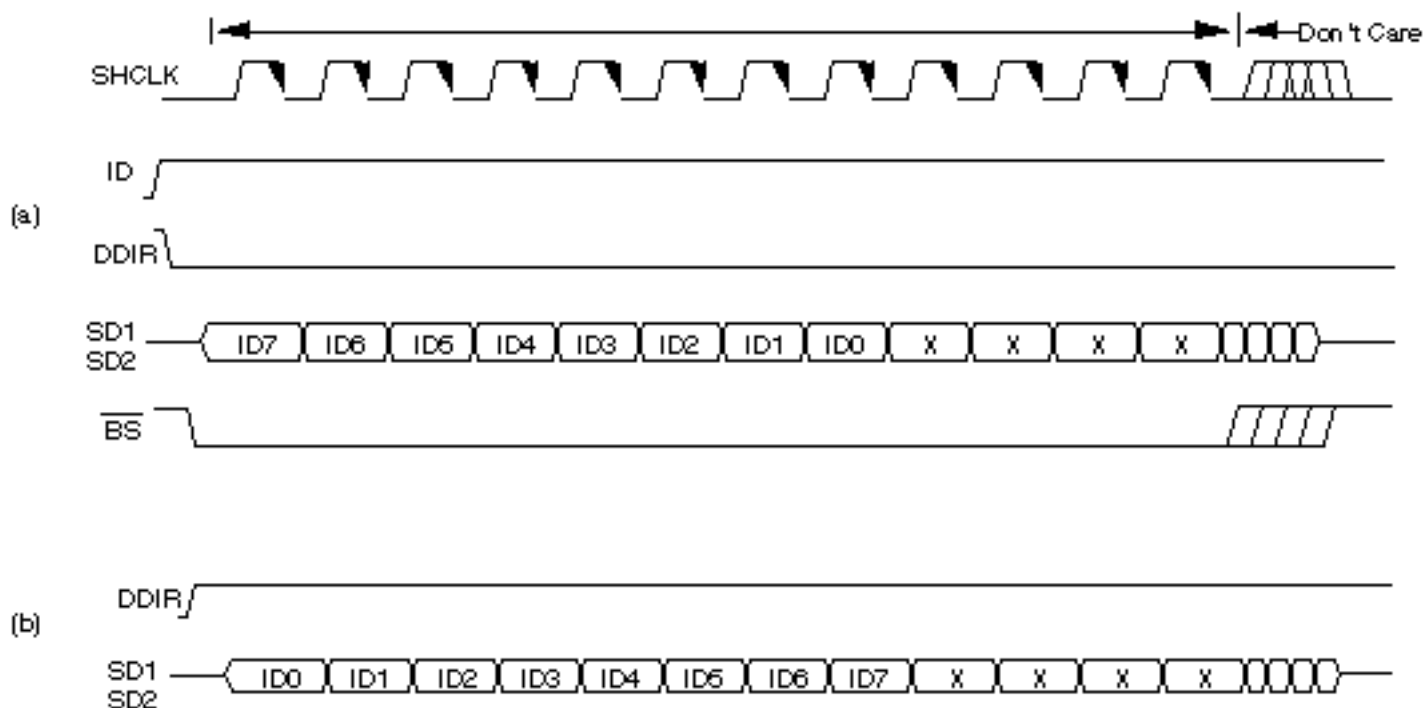 Don't Care
SHCLK
ID
(a)
DDIR
SD1
SD2
ID7 ID6 ID5 ID4 ID3 ID2 ID1 ID0 X X X X
BS
DDIR
(b)
SD1
SD2
ID0 ID1 ID2 ID3 ID4 ID5 ID6 ID7 X X X X